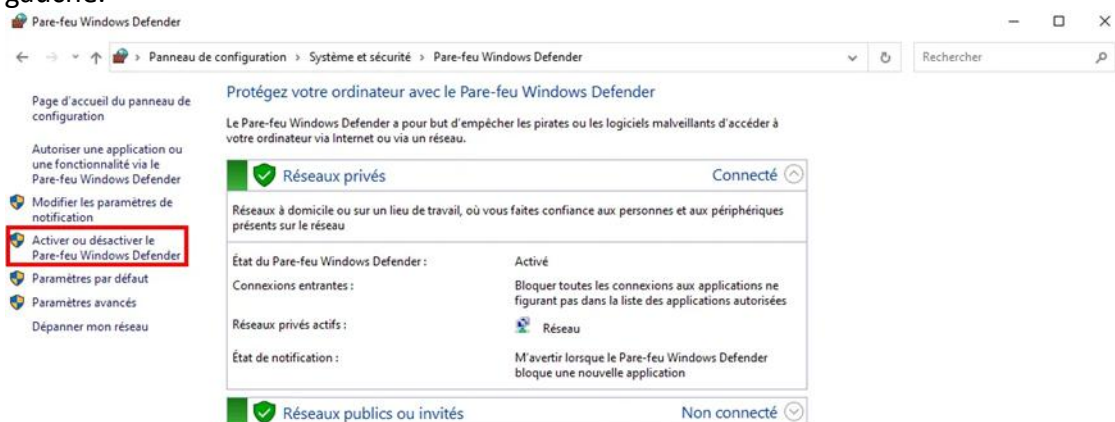 gauche.
Pare-feu Windows Defender
Panneau de configuration > Système et sécurité > Pare-feu Windows Defender
Rechercher
Page d'accueil du panneau de
configuration
Autoriser une application ou
une fonctionnalité via le
Pare-feu Windows Defender
Modifier les paramètres de
notification
Activer ou désactiver le
Pare-feu Windows Defender
Paramètres par défaut
Paramètres avancés
Dépanner mon réseau
Protégez votre ordinateur avec le Pare-feu Windows Defender
Le Pare-feu Windows Defender a pour but d'empêcher les pirates ou les logiciels malveillants d'accéder à
votre ordinateur via Internet ou via un réseau.
Réseaux privés Connecté
Réseaux à domicile ou sur un lieu de travail, où vous faites confiance aux personnes et aux périphériques
présents sur le réseau
État du Pare-feu Windows Defender : Activé
Connexions entrantes : Bloquer toutes les connexions aux applications ne
figurant pas dans la liste des applications autorisées
Réseaux privés actifs : Réseau
État de notification : M'avertir lorsque le Pare-feu Windows Defender
bloque une nouvelle application
Réseaux publics ou invités Non connecté